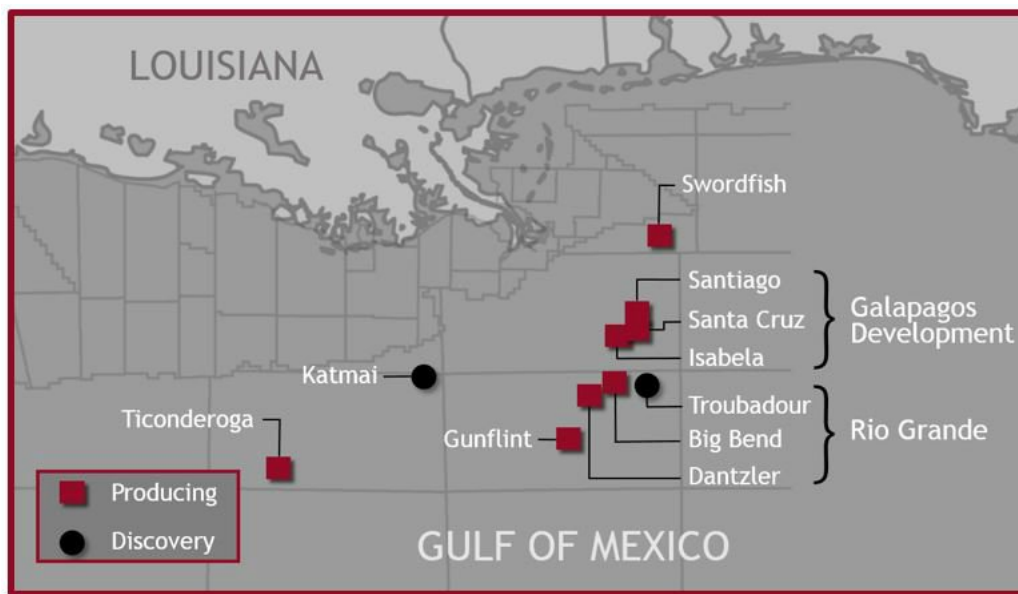 LOUISIANA
Swordfish
Santiago
Santa Cruz
Isabela
Galapagos
Development
Katmai
Troubadour
Big Bend
Dantzler
Rio Grande
Ticonderoga
Gunflint
Producing
Discovery
GULF OF MEXICO